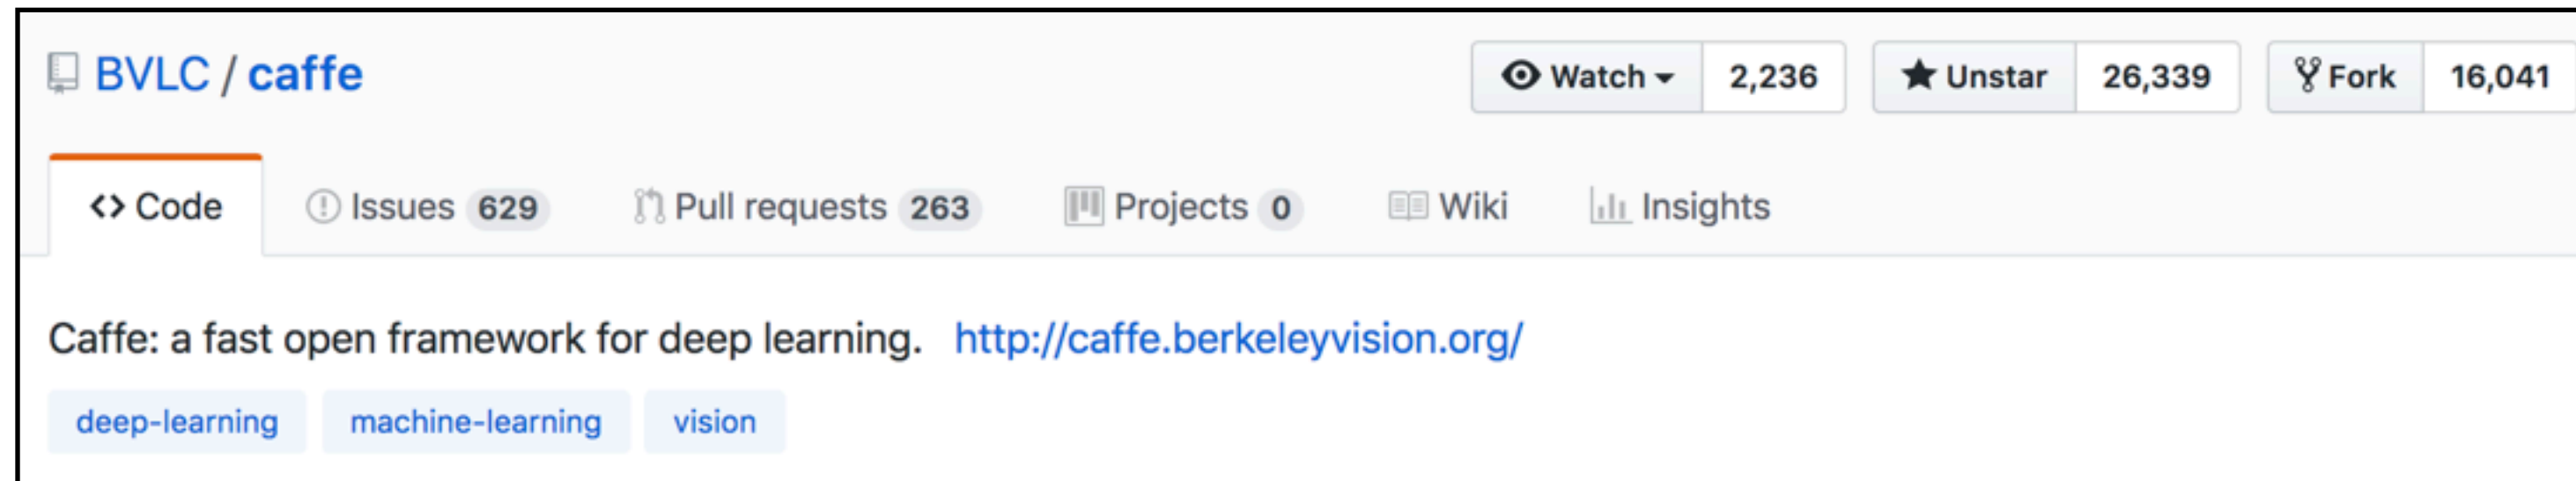 BVLC / caffe Watch 2,236 Unstar 26,339 Fork 16,041
<> Code Issues 629 Pull requests 263 Projects 0 Wiki Insights
Caffe: a fast open framework for deep learning. http://caffe.berkeleyvision.org/
deep-learning machine-learning vision